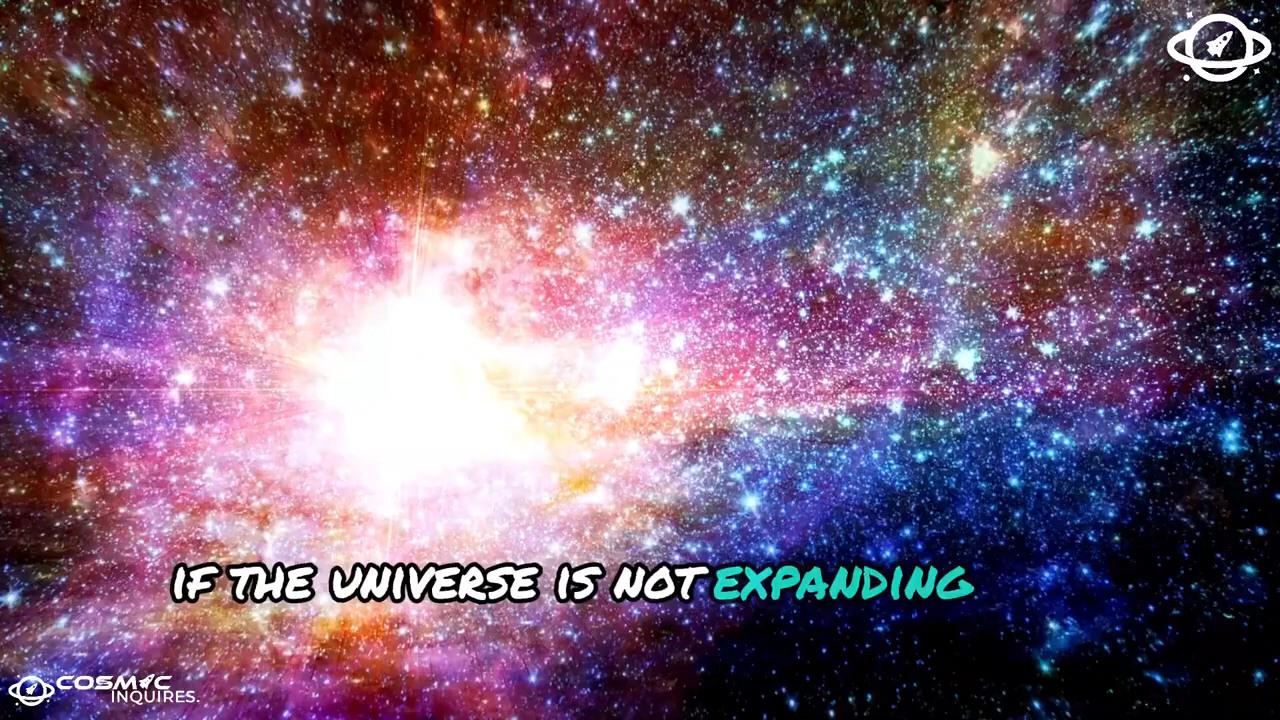 IF THE UNIVERSE IS NOT EXPANDING
COSMIC
INQUIRES.